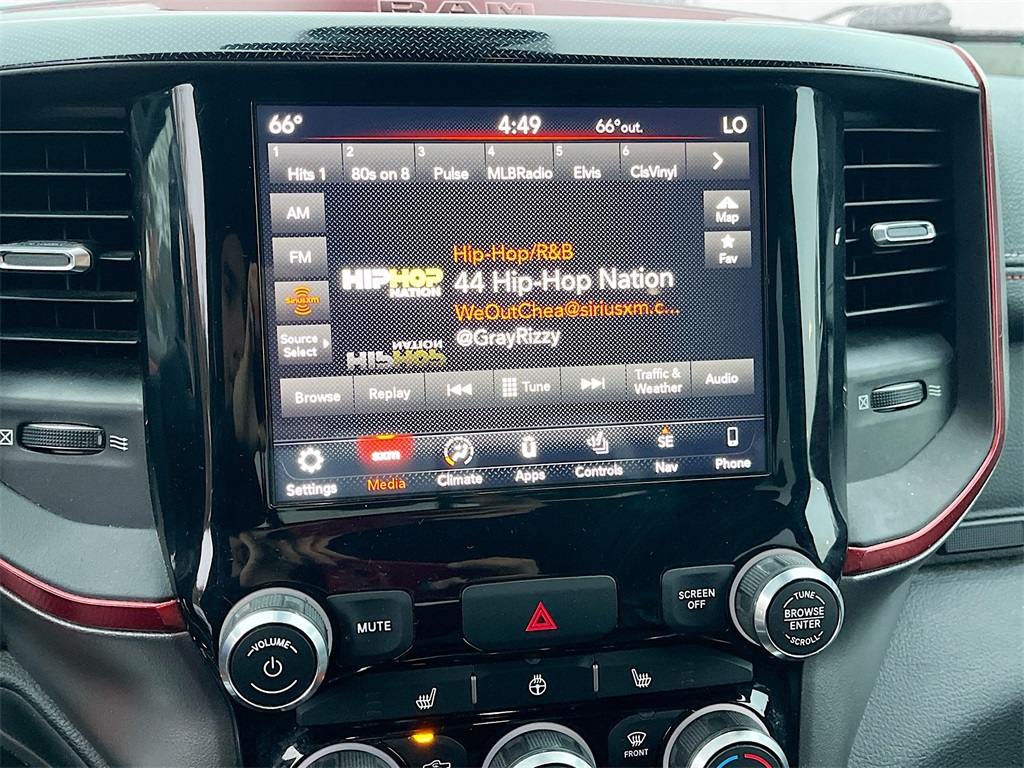 RAM
66° 4:49 66°out. LO
1 Hits 1 2 80s on 8 3 Pulse 4 MLBRadio 5 Elvis 6 ClsVinyl
AM
Map
FM
Fav
Hip-Hop/R&B
HIPHOP NATION
44 Hip-Hop Nation
siriusxm
WeOutChea@siriusxm.c...
@GrayRizzy
Source
Select
Browse Replay Tune Traffic &
Weather Audio
sxm SE
Settings Media Climate Apps Controls Nav Phone
VOLUME
MUTE
SCREEN
OFF
TUNE
BROWSE
ENTER
SCROLL
FRONT